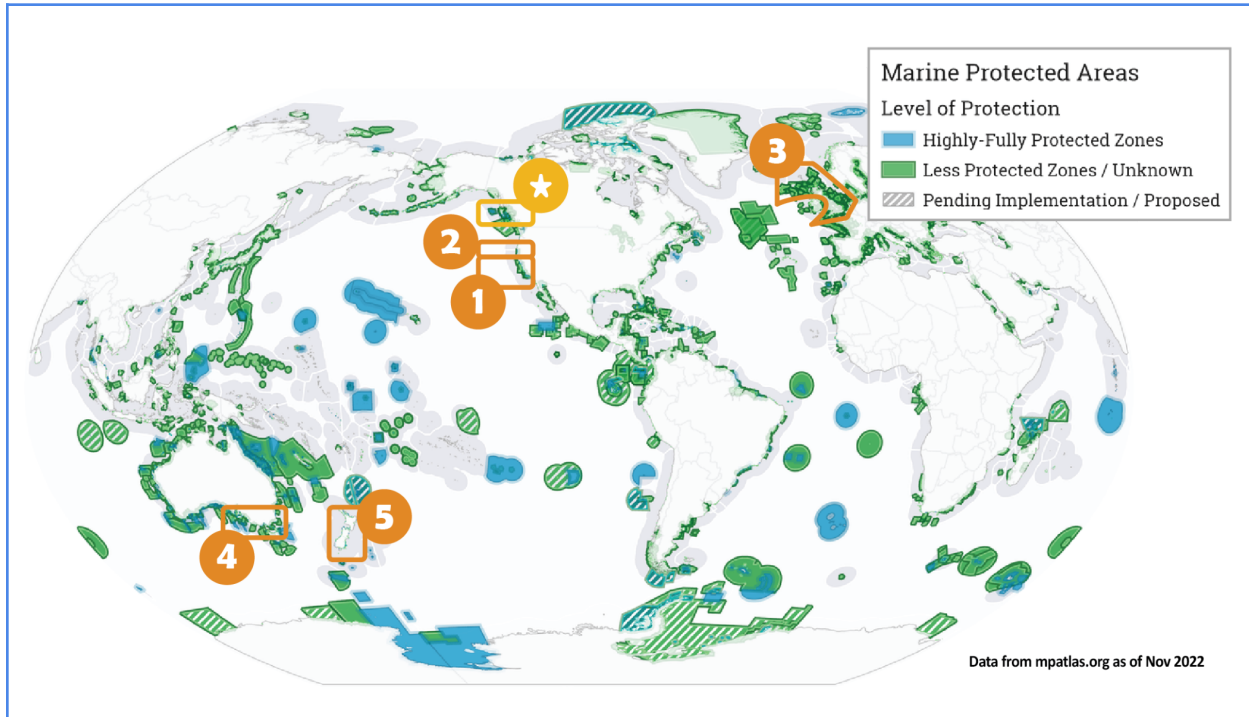 Marine Protected Areas
Level of Protection
Highly-Fully Protected Zones
Less Protected Zones / Unknown
Pending Implementation / Proposed
3
2
1
5
4
Data from mpatlas.org as of Nov 2022